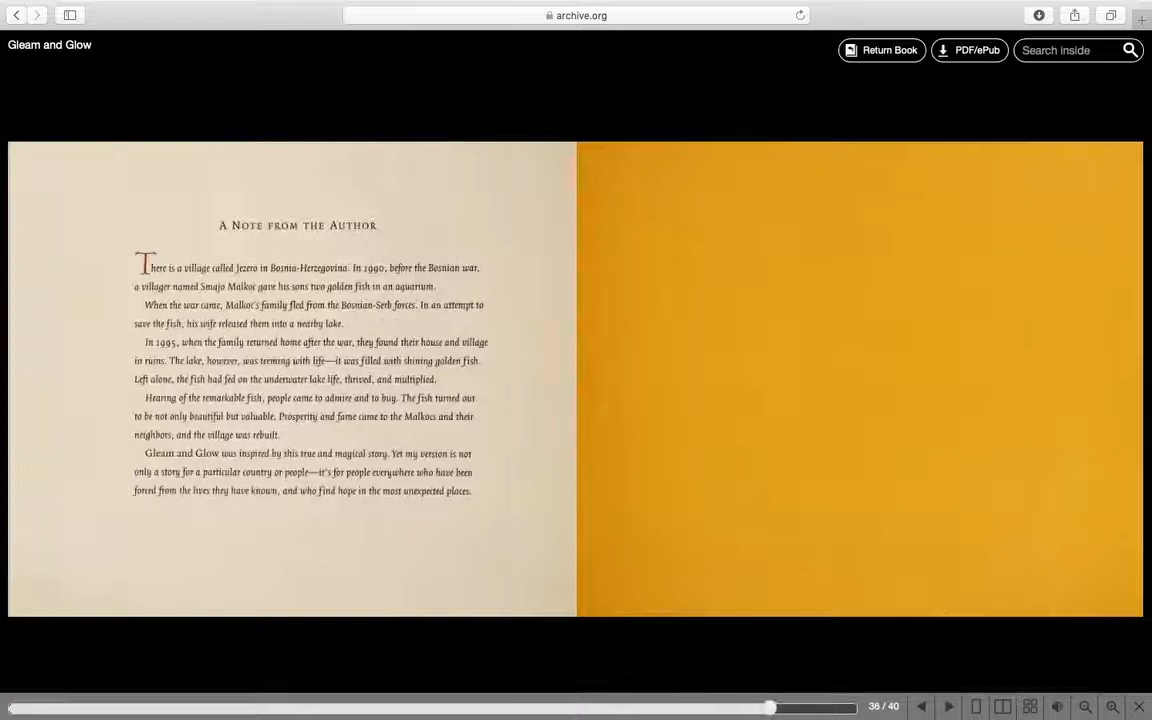 archive.org
Gleam and Glow
Return Book
PDF/ePub
Search inside
A NOTE FROM THE AUTHOR
There is a village called Jezero in Bosnia-Herzegovina. In 1990, before the Bosnian war,
a villager named Smajo Malkoc gave his sons two golden fish in an aquarium.
When the war came, Malkoc's family fled from the Bosnian-Serb forces. In an attempt to
save the fish, his wife released them into a nearby lake.
In 1995, when the family returned home after the war, they found their house and village
in ruins. The lake, however, was teeming with life—it was filled with shining golden fish.
Left alone, the fish had fed on the underwater lake life, thrived, and multiplied.
Hearing of the remarkable fish, people came to admire and to buy. The fish turned out
to be not only beautiful but valuable. Prosperity and fame came to the Malkocs and their
neighbors, and the village was rebuilt.
Gleam and Glow was inspired by this true and magical story. Yet my version is not
only a story for a particular country or people—it's for people everywhere who have been
forced from the lives they have known, and who find hope in the most unexpected places.
36 / 40